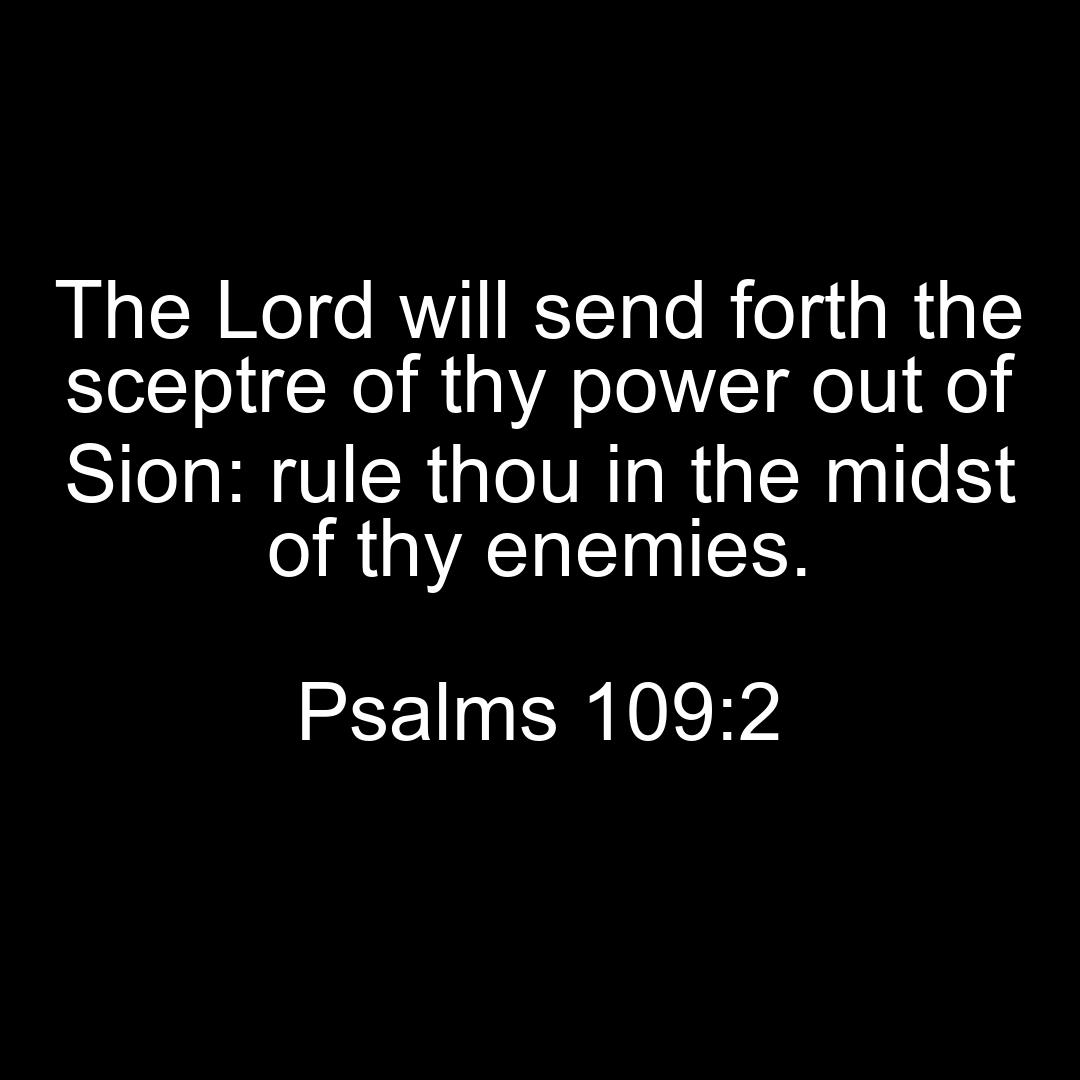 The Lord will send forth the
sceptre of thy power out of
Sion: rule thou in the midst
of thy enemies.
Psalms 109:2